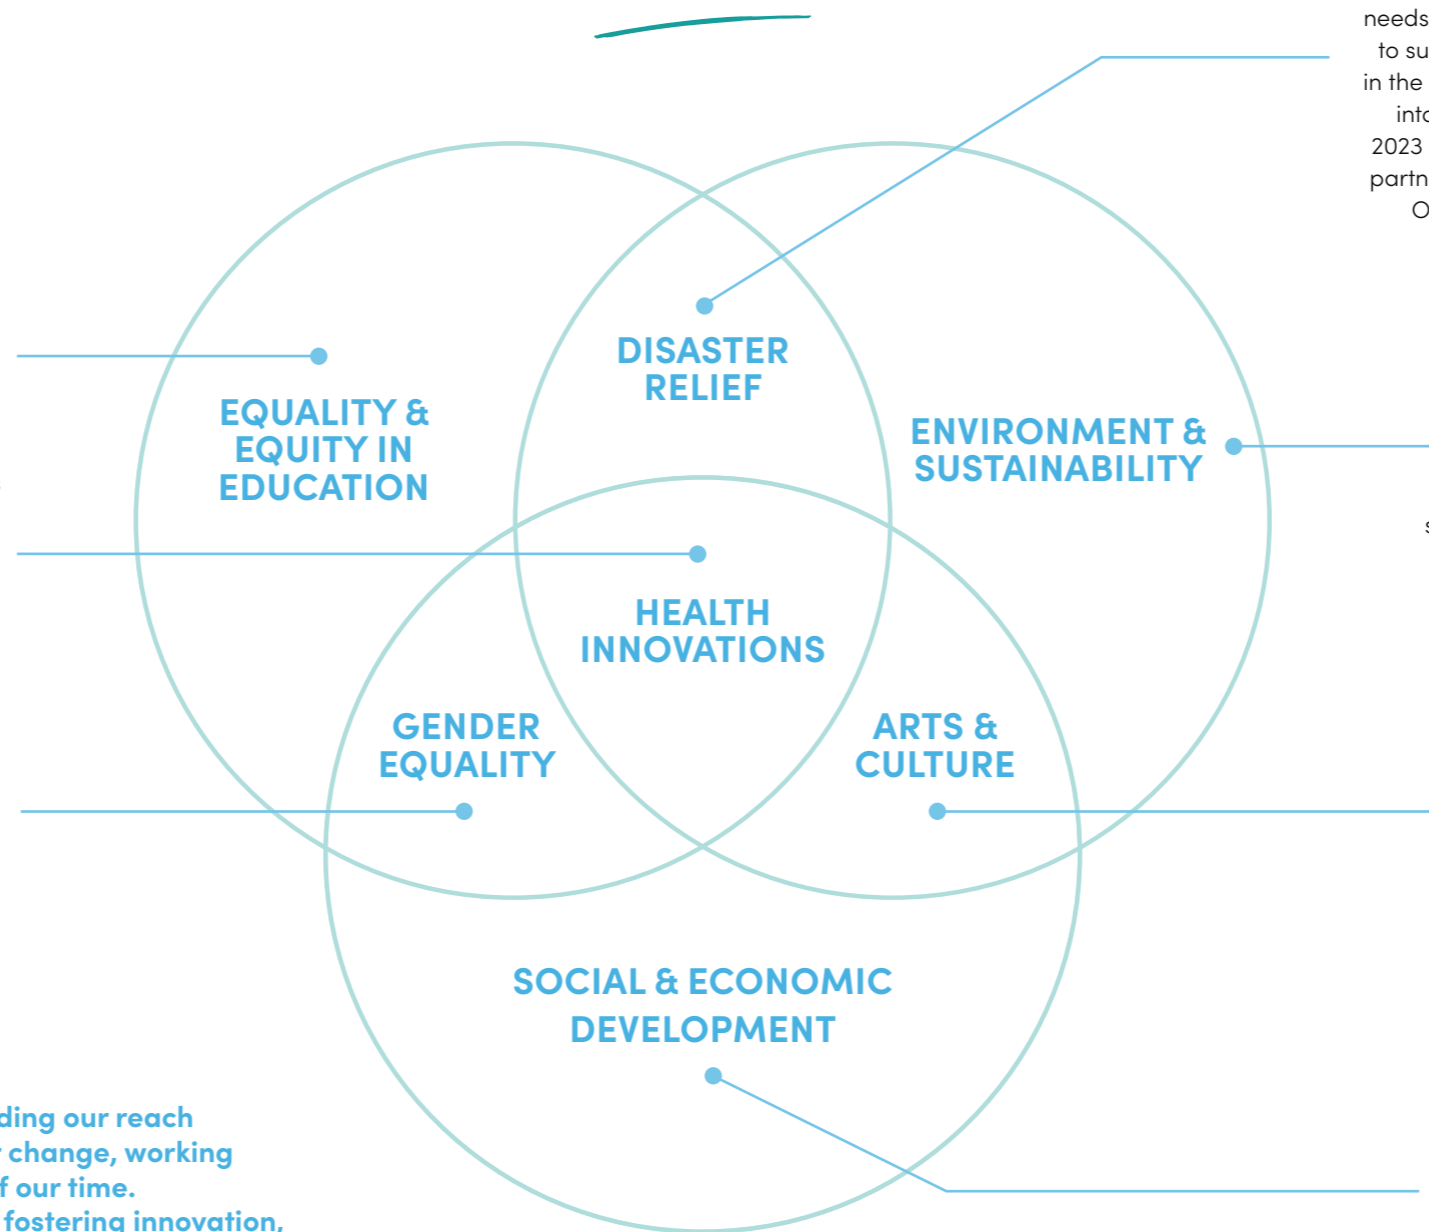 needs
to su
in the
into
2023
partn
O
DISASTER
RELIEF
EQUALITY &
EQUITY IN
EDUCATION
ENVIRONMENT &
SUSTAINABILITY
s
HEALTH
INNOVATIONS
GENDER
EQUALITY
ARTS &
CULTURE
SOCIAL & ECONOMIC
DEVELOPMENT
ding our reach
change, working
f our time.
fostering innovation,